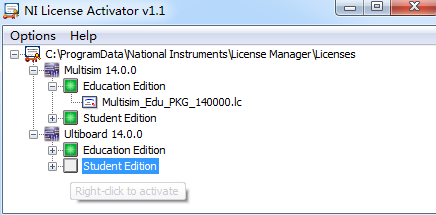 NI License Activator v1.1
Options Help
C:\ProgramData\National Instruments\License Manager\Licenses
Multisim 14.0.0
Education Edition
Multisim_Edu_PKG_140000.lc
Student Edition
Ultiboard 14.0.0
Education Edition
Student Edition
Right-click to activate